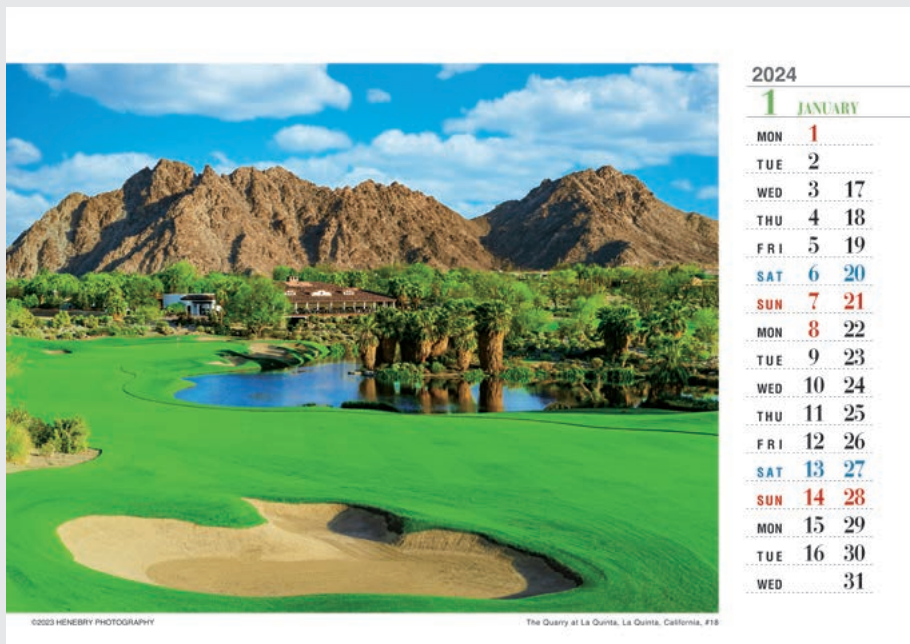 2024
1 JANUARY
MON 1
TUE 2
WED 3 17
THU 4 18
FRI 5 19
SAT 6 20
SUN 7 21
MON 8 22
TUE 9 23
WED 10 24
THU 11 25
FRI 12 26
SAT 13 27
SUN 14 28
MON 15 29
TUE 16 30
WED 31
©2023 HENEBRY PHOTOGRAPHY
The Quarry at La Quinta, La Quinta, California, #18